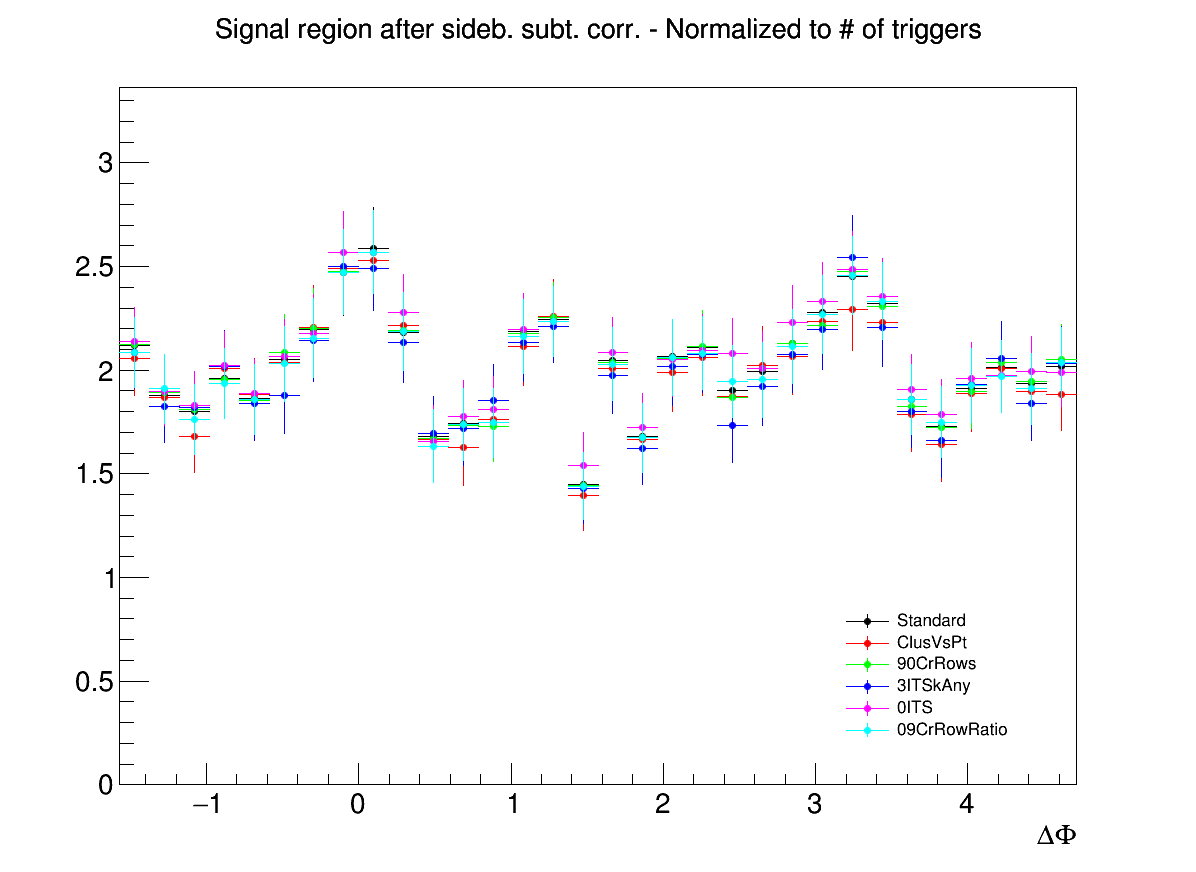 Signal region after sideb. subt. corr. - Normalized to # of triggers
3
2.5
2
1.5
1
0.5
0
−1
0
1
2
3
4
ΔΦ
Standard
ClusVsPt
90CrRows
3ITSkAny
0ITS
09CrRowRatio